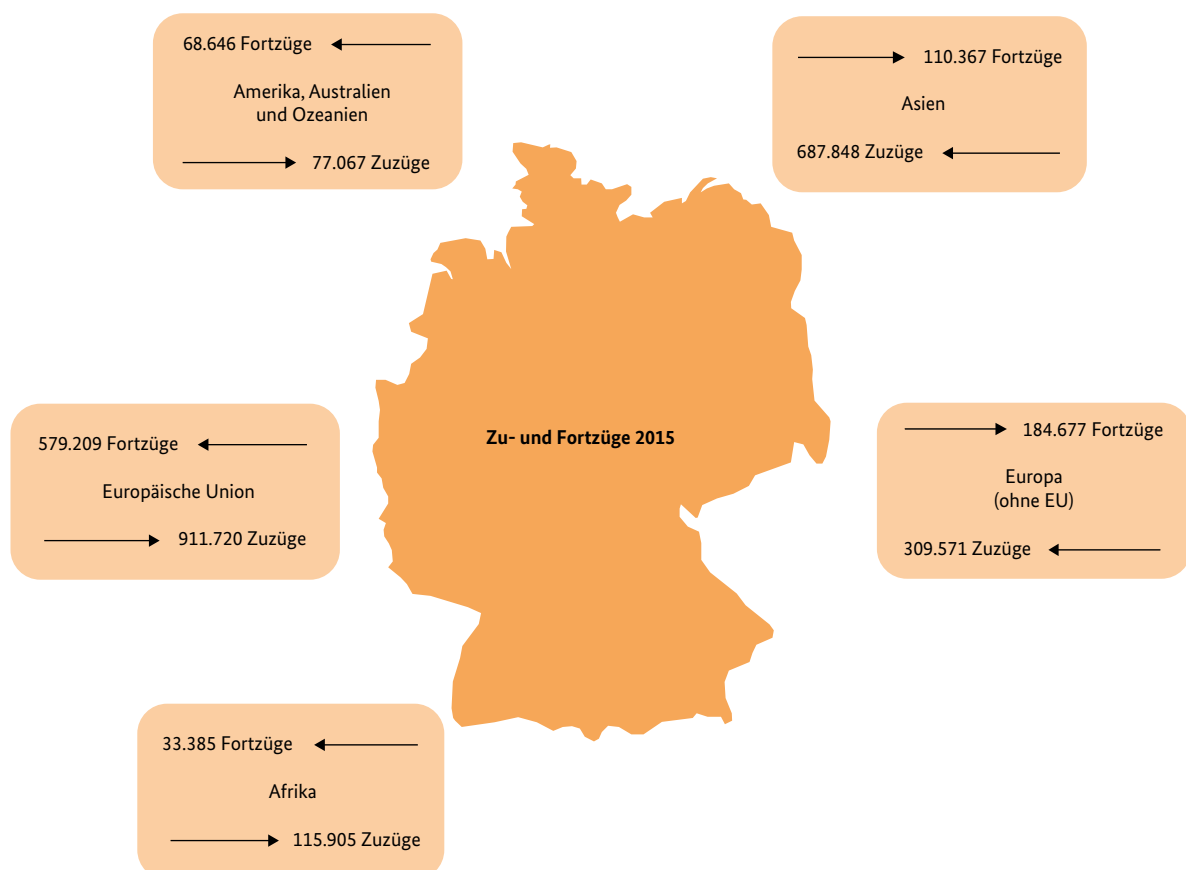 68.646 Fortzüge
Amerika, Australien
und Ozeanien
77.067 Zuzüge
110.367 Fortzüge
Asien
687.848 Zuzüge
579.209 Fortzüge
Europäische Union
911.720 Zuzüge
Zu- und Fortzüge 2015
184.677 Fortzüge
Europa
(ohne EU)
309.571 Zuzüge
33.385 Fortzüge
Afrika
115.905 Zuzüge